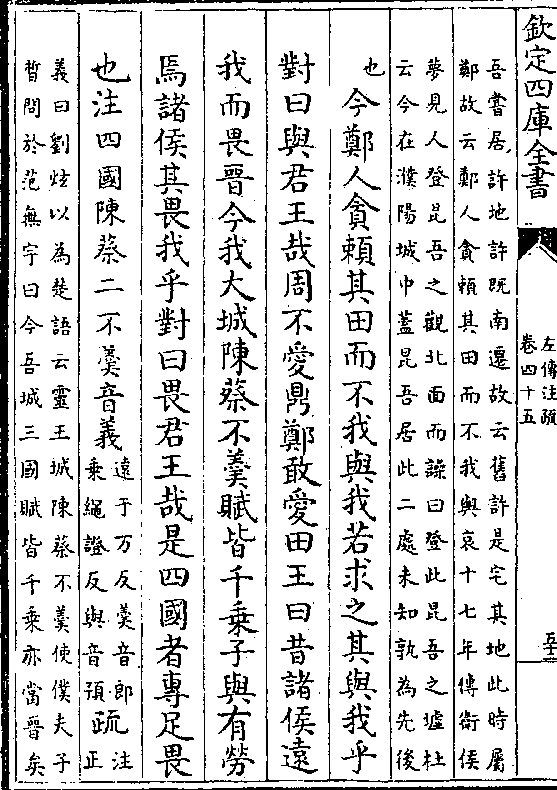 欽定四庫全書
左傳注疏
卷四十五
吾嘗居許地許既南遷故云舊許是宅其地此時屬
鄭故云鄭人貪賴其田而不我與哀十七年傳衛侯
夢見人登昆吾之觀北面而譟曰登此昆吾之墟杜
云今在濮陽城中蓋昆吾居此二處未知孰為先後
也
今鄭人貪賴其田而不我與我若求之其與我乎
對曰與君王哉周不愛鼎鄭敢愛田王曰昔諸侯遠
我而畏晉今我大城陳蔡不羹賦皆千乘子與有勞
焉諸侯其畏我乎對曰畏君王哉是四國者專足畏
也注四國陳蔡二不羹音義
遠于万反羹音郎注
乘繩證反與音預
疏
正
義曰劉炫以為楚語云靈王城陳蔡不羹使僕夫子
晳問於范無宇曰今吾城三國賦皆千乘亦當晉矣